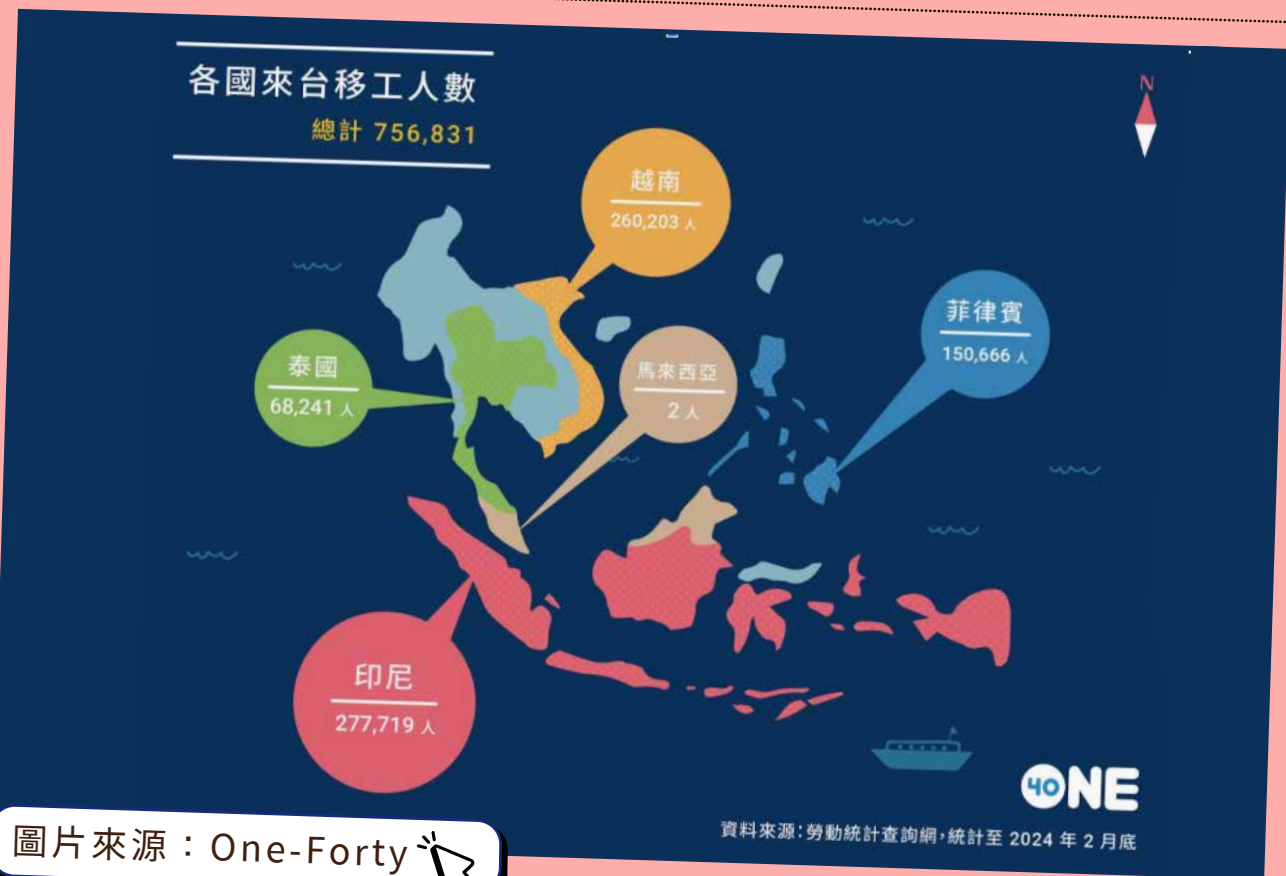 各國來台移工人數
總計 756,831
N
越南
260,203 人
菲律賓
150,666 人
泰國
68,241 人
馬來西亞
2 人
印尼
277,719 人
40NE
資料來源:勞動統計查詢網,統計至 2024 年 2 月底
圖片來源：One-Forty